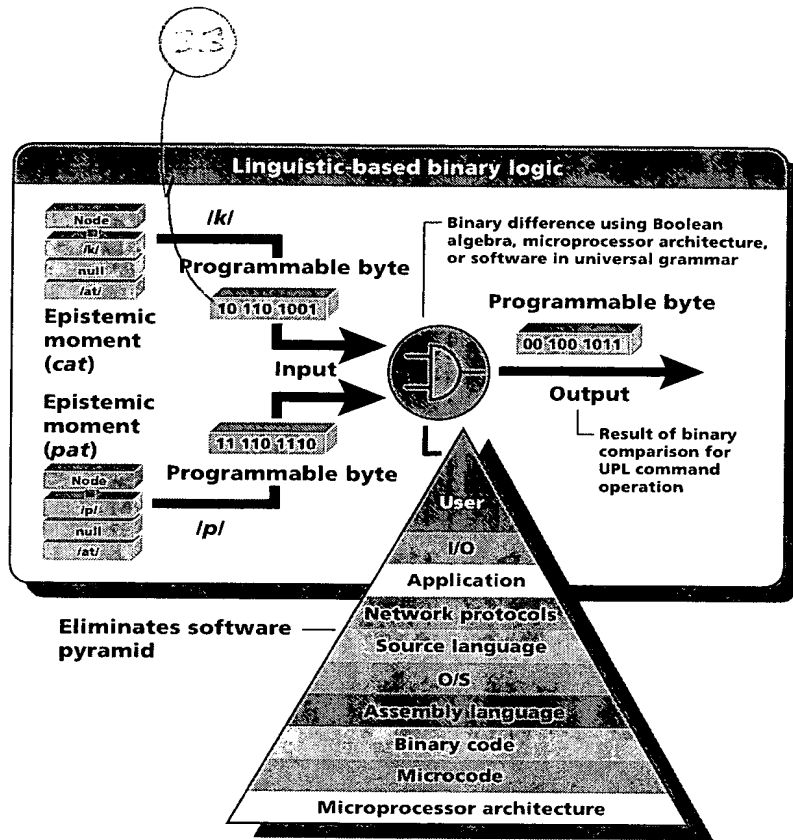 Linguistic-based binary logic
Node
/k/
null
/at/
/k/
Programmable byte
10 110 1001
Epistemic
moment
(cat)
Input
Binary difference using Boolean
algebra, microprocessor architecture,
or software in universal grammar
Programmable byte
00 100 1011
Output
Result of binary
comparison for
UPL command
operation
Epistemic
moment
(pat)
11 110 1110
Programmable byte
Node
/p/
null
/at/
/p/
Eliminates software
pyramid
User
I/O
Application
Network protocols
Source language
O/S
Assembly language
Binary code
Microcode
Microprocessor architecture